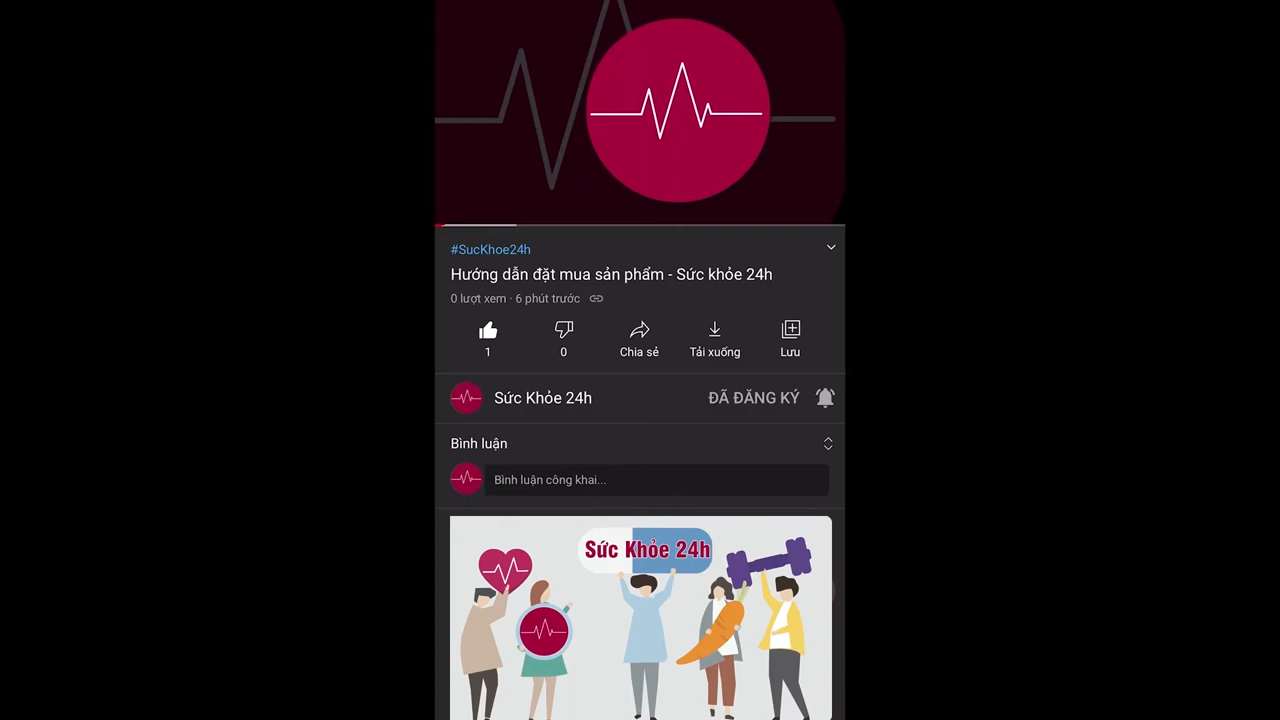 #SucKhoe24h
Hướng dẫn đặt mua sản phẩm - Sức khỏe 24h
0 lượt xem · 6 phút trước
1
0
Chia sẻ
Tải xuống
Lưu
Sức Khỏe 24h
ĐÃ ĐĂNG KÝ
Bình luận
Bình luận công khai...
Sức Khỏe 24h